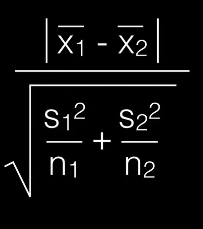 |x̅₁ - x̅₂|
√(s₁²/n₁ + s₂²/n₂)